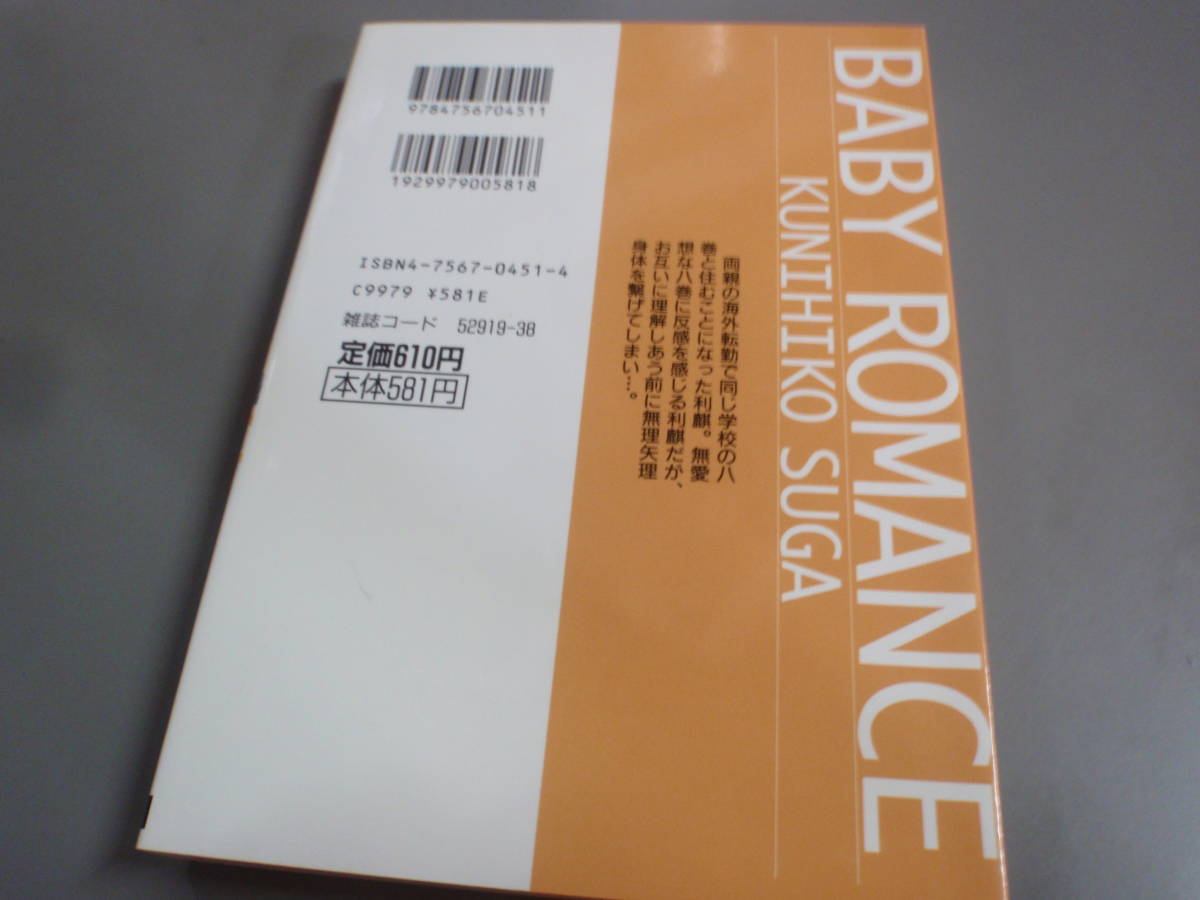 9784756704511
1929979005818
ISBN4-7567-0451-4
C9979 ¥581E
雑誌コード 52919-38
定価610円
本体581円
両親の海外転勤で同じ学校の八
巻と住むことになった利麒。無愛
想な八巻に反感を感じる利麒だが、
お互いに理解しあう前に無理矢理
身体を繋げてしまい…。
BABY ROMANCE
KUNIHIKO SUGA